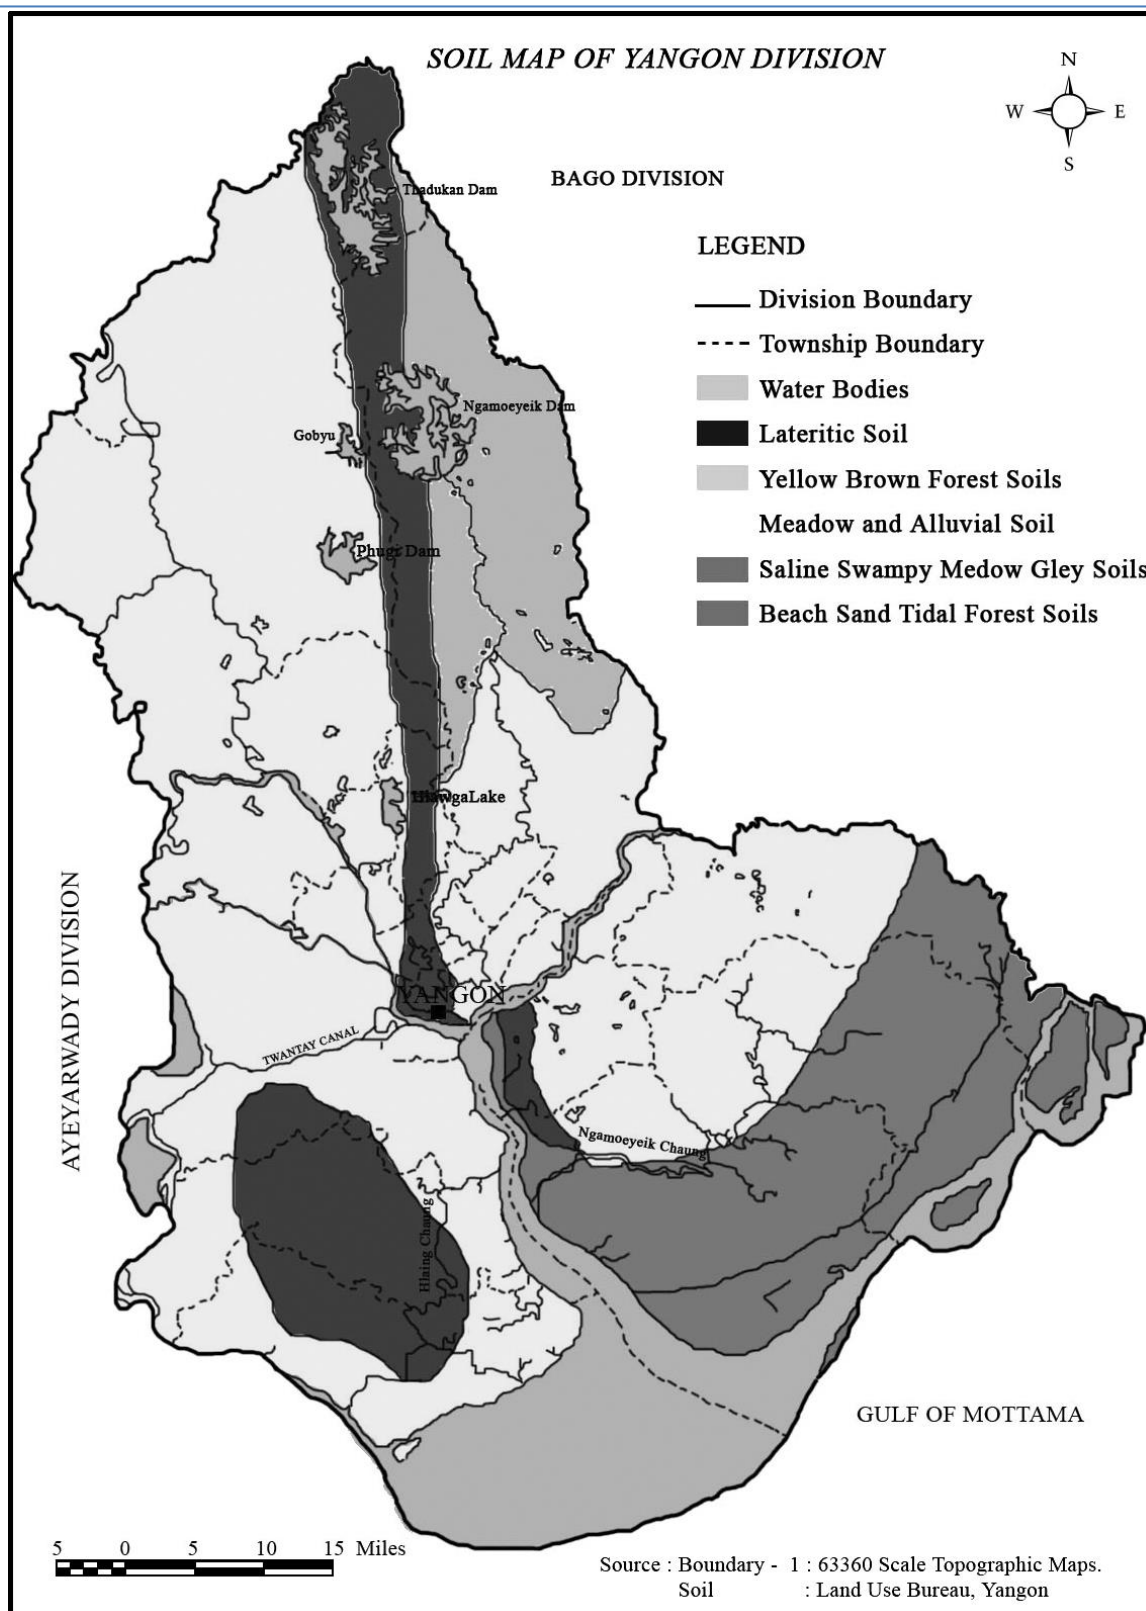 SOIL MAP OF YANGON DIVISION
N
W
E
S
BAGO DIVISION
Thadukan Dam
LEGEND
Division Boundary
Township Boundary
Water Bodies
Lateritic Soil
Yellow Brown Forest Soils
Meadow and Alluvial Soil
Saline Swampy Medow Gley Soils
Beach Sand Tidal Forest Soils
Ngamoeyeik Dam
Gobyu
Phugi Dam
HlawgaLake
AYEYARWADY DIVISION
YANGON
TWANTAY CANAL
Ngamoeyeik Chaung
Hlaing Chaung
GULF OF MOTTAMA
5 0 5 10 15 Miles
Source : Boundary - 1 : 63360 Scale Topographic Maps.
Soil : Land Use Bureau, Yangon